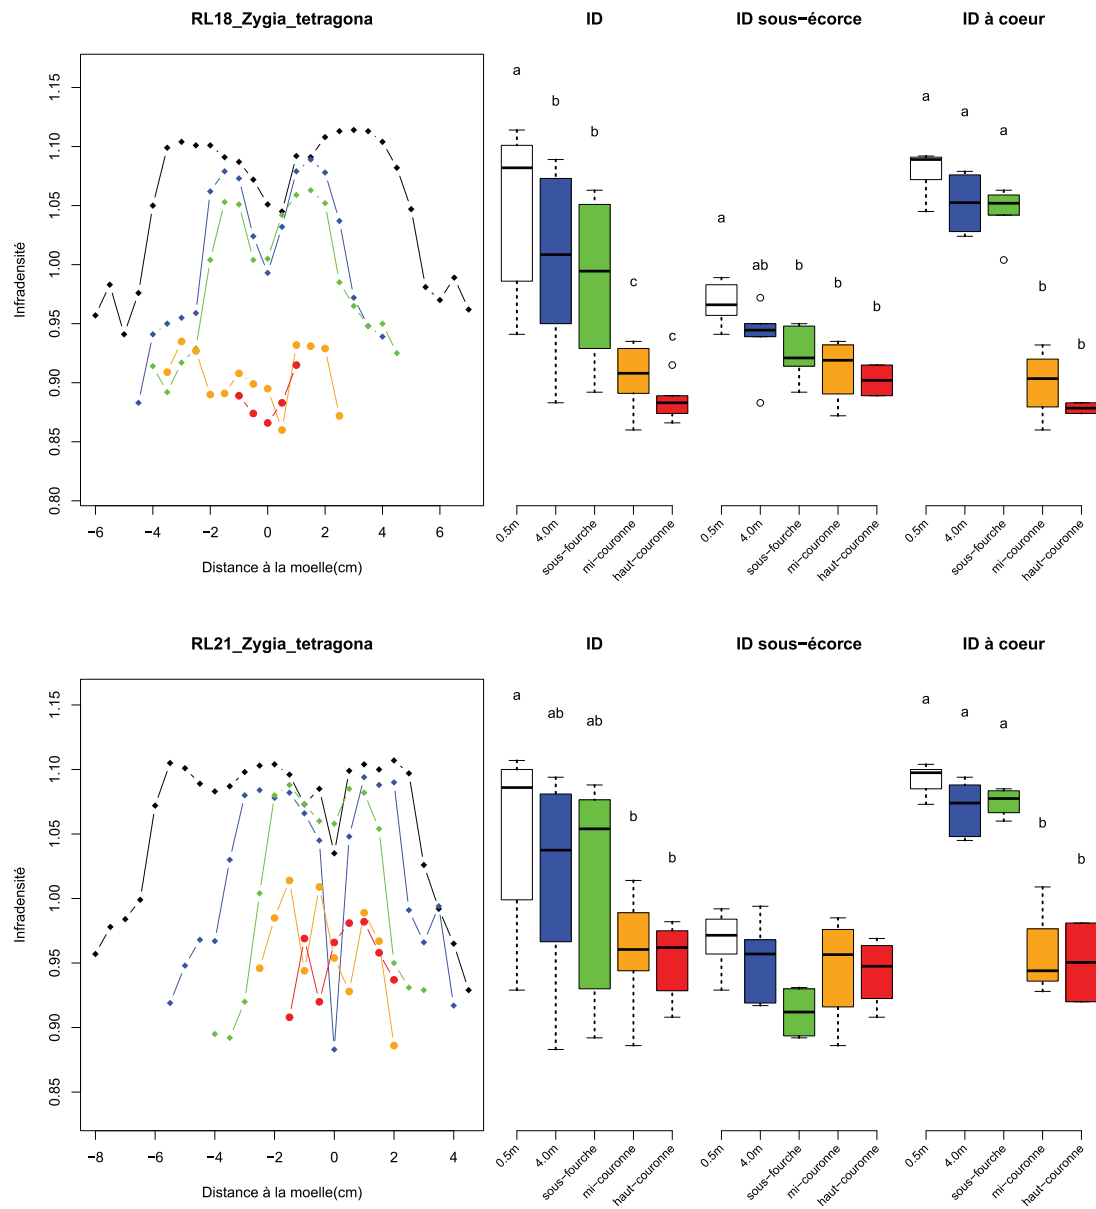 RL18_Zygia_tetragona
ID
ID sous−écorce
ID à coeur
Infradensité
1.15
1.10
1.05
1.00
0.95
0.90
0.85
0.80
−6
−4
−2
0
2
4
6
Distance à la moelle(cm)
a
b
b
c
c
0.5m
4.0m
sous−fourche
mi−couronne
haut−couronne
a
ab
b
b
b
0.5m
4.0m
sous−fourche
mi−couronne
haut−couronne
a
a
a
b
b
0.5m
4.0m
sous−fourche
mi−couronne
haut−couronne
RL21_Zygia_tetragona
ID
ID sous−écorce
ID à coeur
Infradensité
1.15
1.10
1.05
1.00
0.95
0.90
0.85
−8
−6
−4
−2
0
2
4
Distance à la moelle(cm)
a
ab
ab
b
b
0.5m
4.0m
sous−fourche
mi−couronne
haut−couronne
0.5m
4.0m
sous−fourche
mi−couronne
haut−couronne
a
a
a
b
b
0.5m
4.0m
sous−fourche
mi−couronne
haut−couronne